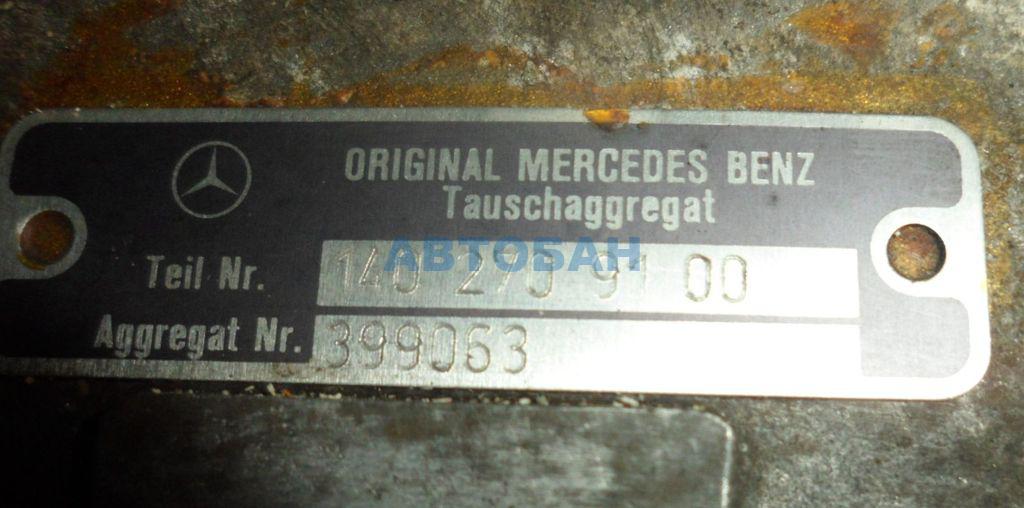 ORIGINAL MERCEDES BENZ
Tauschaggregat
АВТОБАН
Teil Nr. 140 270 91 00
Aggregat Nr. 399063